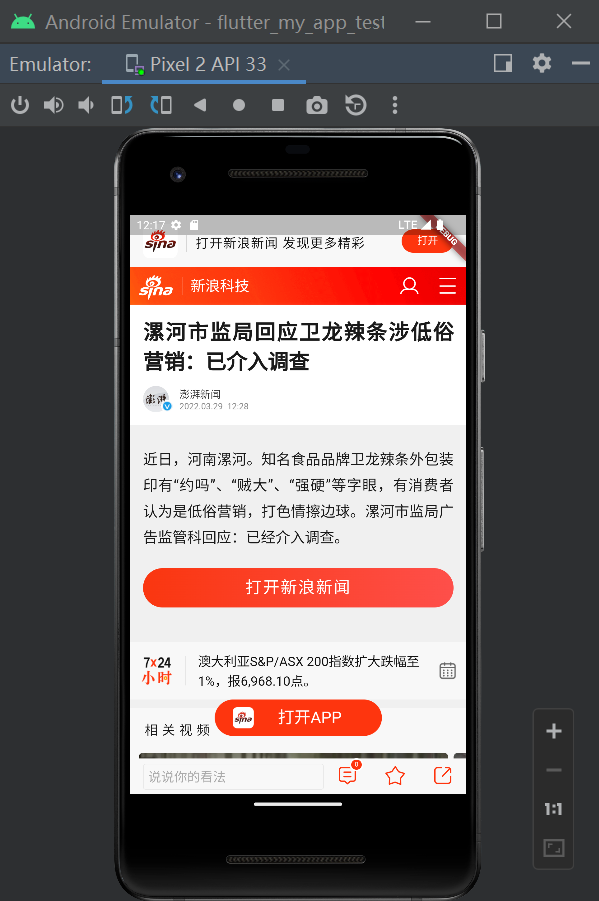 Android Emulator - flutter_my_app_test
Emulator:
Pixel 2 API 33
12:17
LTE
DEBUG
sina
打开新浪新闻 发现更多精彩
打开
sina
新浪科技
漯河市监局回应卫龙辣条涉低俗
营销：已介入调查
澎湃
澎湃新闻
2022.03.29 12:28
近日，河南漯河。知名食品品牌卫龙辣条外包装
印有“约吗”、“贼大”、“强硬”等字眼，有消费者
认为是低俗营销，打色情擦边球。漯河市监局广
告监管科回应：已经介入调查。
打开新浪新闻
7x24
小时
澳大利亚S&P/ASX 200指数扩大跌幅至
1%，报6,968.10点。
相关视频
sina
打开APP
说说你的看法
0
1:1